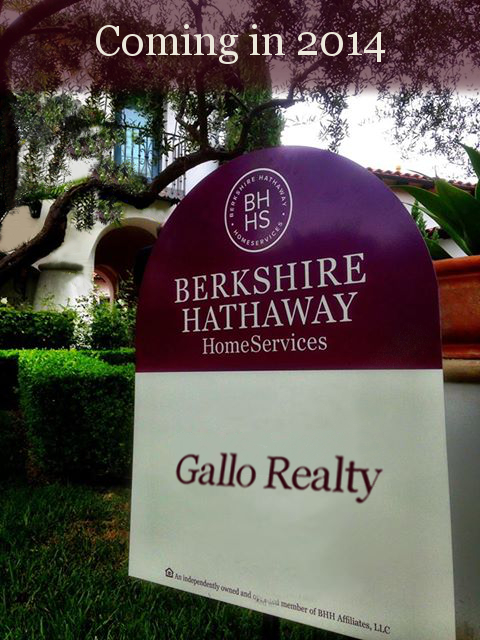 Coming in 2014
BERKSHIRE HATHAWAY
BH
HS
HOMESERVICES
BERKSHIRE
HATHAWAY
HomeServices
Gallo Realty
An independently owned and operated member of BHH Affiliates, LLC